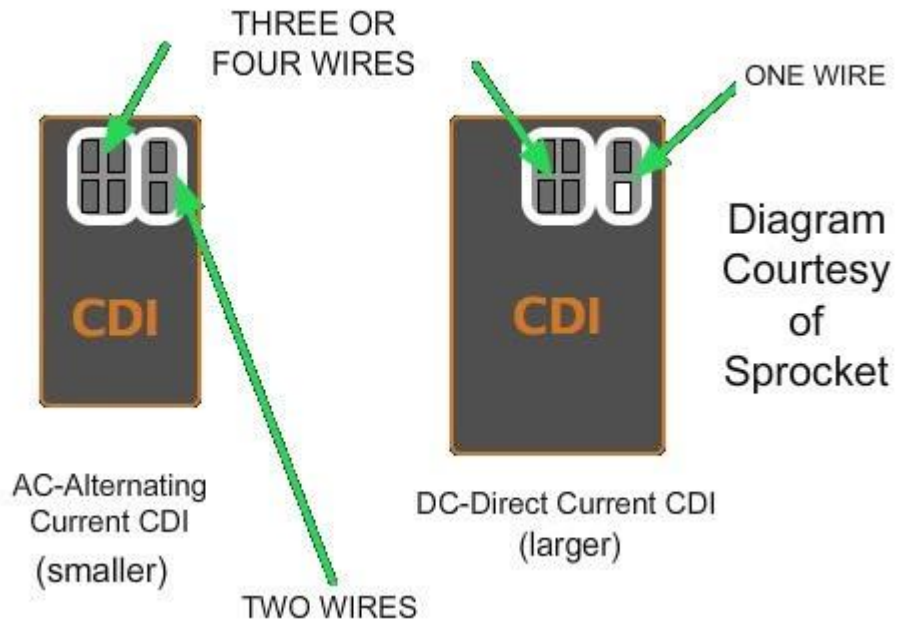 THREE OR
FOUR WIRES
ONE WIRE
CDI
CDI
Diagram
Courtesy
of
Sprocket
AC-Alternating
Current CDI
(smaller)
DC-Direct Current CDI
(larger)
TWO WIRES